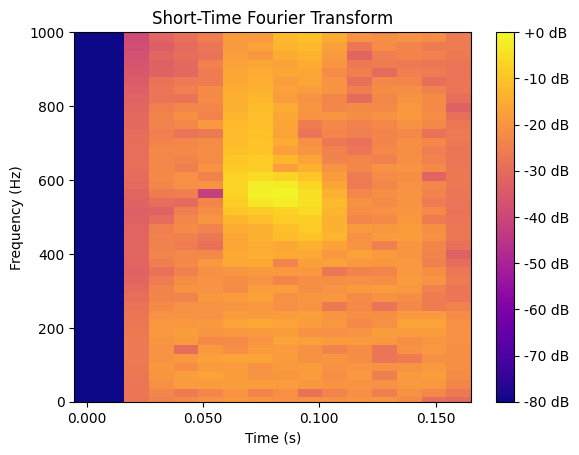 Short-Time Fourier Transform
1000
800
600
400
200
0
Frequency (Hz)
0.000
0.050
0.100
0.150
Time (s)
+0 dB
-10 dB
-20 dB
-30 dB
-40 dB
-50 dB
-60 dB
-70 dB
-80 dB